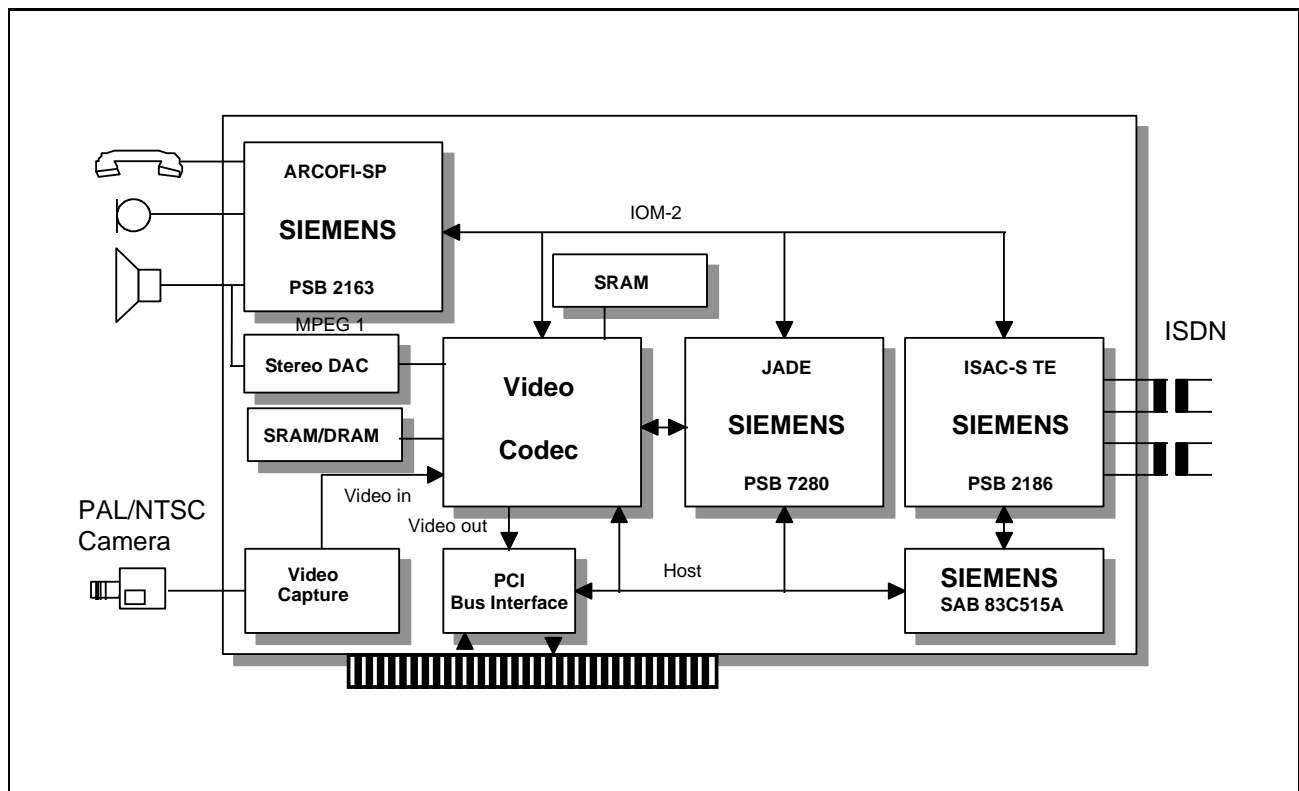 ARCOFI-SP
SIEMENS
PSB 2163
IOM-2
SRAM
MPEG 1
Stereo DAC
SRAM/DRAM
Video
Codec
JADE
SIEMENS
PSB 7280
ISAC-S TE
SIEMENS
PSB 2186
ISDN
Video in
Video out
PAL/NTSC
Camera
Video
Capture
PCI
Bus Interface
Host
SIEMENS
SAB 83C515A